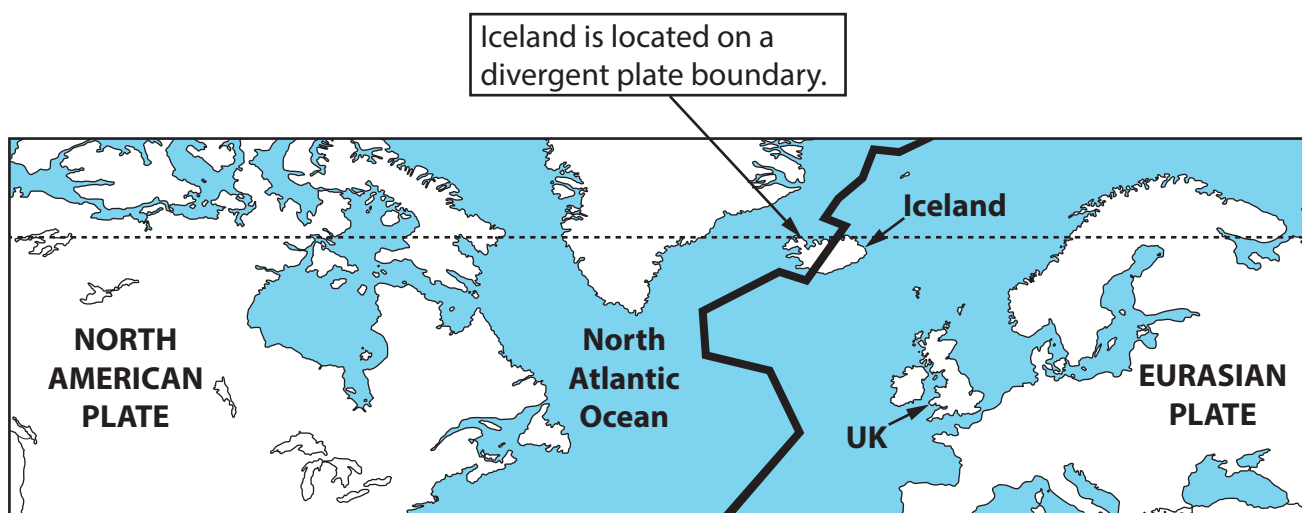 Iceland is located on a
divergent plate boundary.
Iceland
NORTH
AMERICAN
PLATE
North
Atlantic
Ocean
UK
EURASIAN
PLATE